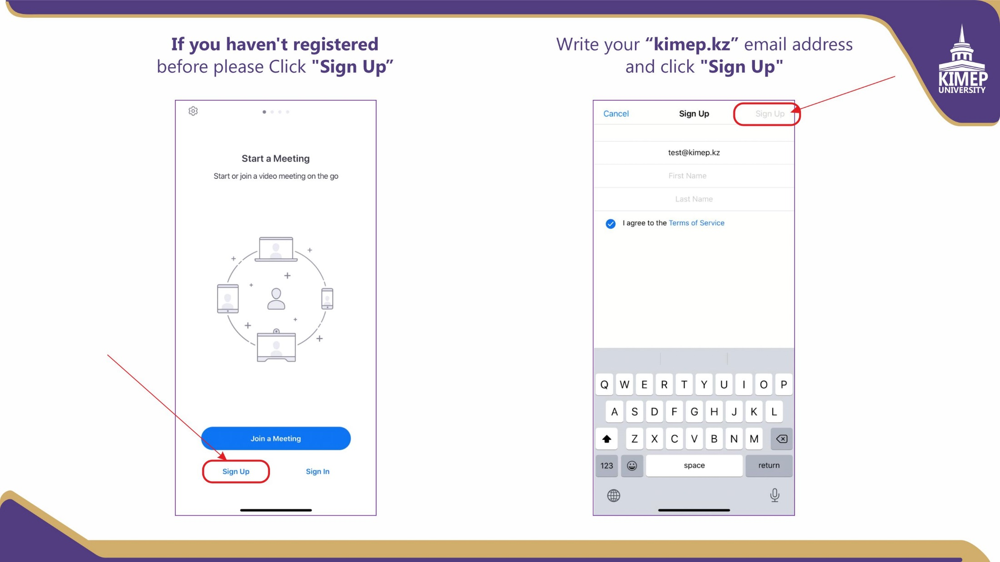 If you haven't registered
before please Click "Sign Up”
Write your “kimep.kz” email address
and click "Sign Up"
KIMEP
UNIVERSITY
Start a Meeting
Start or join a video meeting on the go
Join a Meeting
Sign Up Sign In
Cancel Sign Up Sign Up
test@kimep.kz
First Name
Last Name
I agree to the Terms of Service
Q W E R T Y U I O P
A S D F G H J K L
Z X C V B N M
123 space return